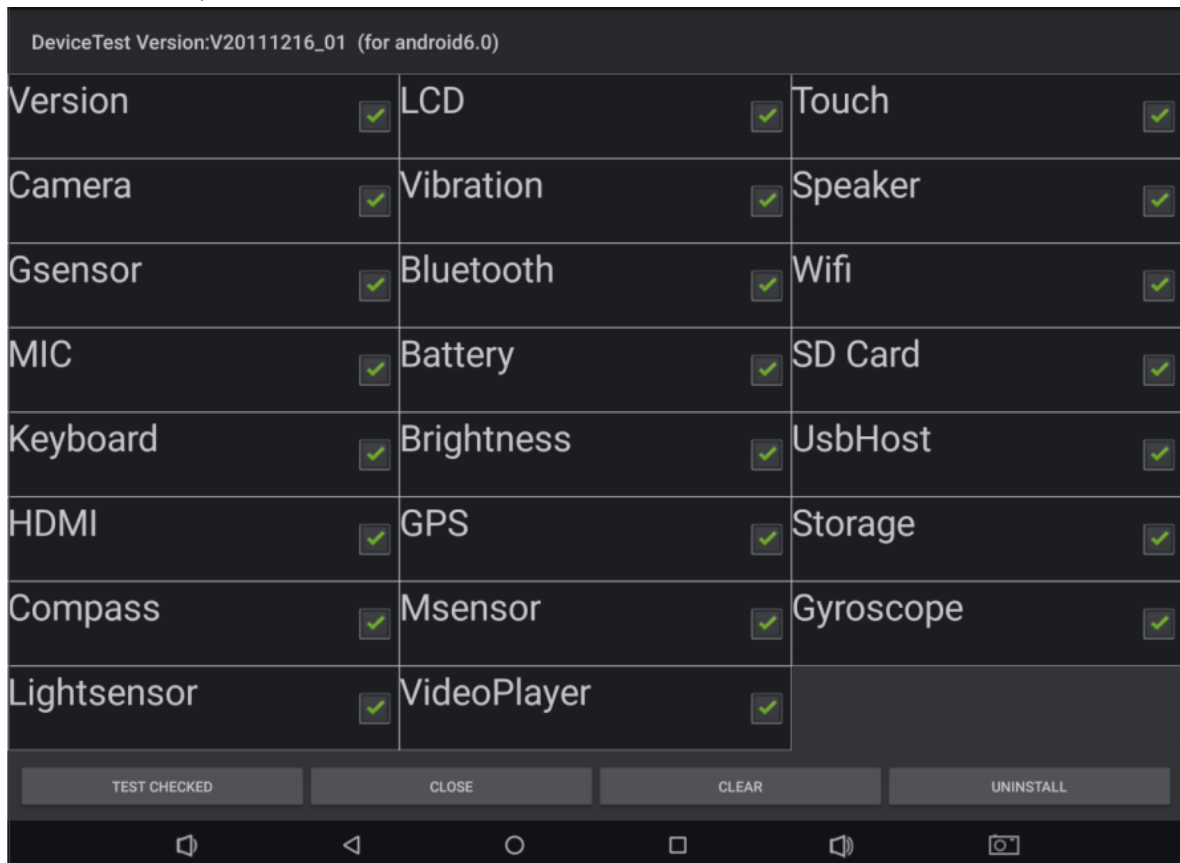 DeviceTest Version:V20111216_01 (for android6.0)
Version LCD Touch
Camera Vibration Speaker
Gsensor Bluetooth Wifi
MIC Battery SD Card
Keyboard Brightness UsbHost
HDMI GPS Storage
Compass Msensor Gyroscope
Lightsensor VideoPlayer
TEST CHECKED CLOSE CLEAR UNINSTALL